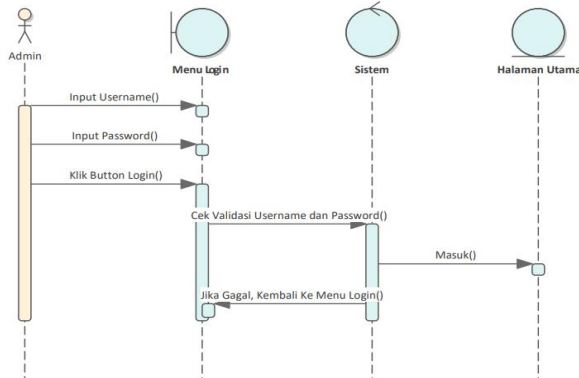 Admin
Menu Login
Sistem
Halaman Utama
Input Username()
Input Password()
Klik Button Login()
Cek Validasi Username dan Password()
Masuk()
Jika Gagal, Kembali Ke Menu Login()